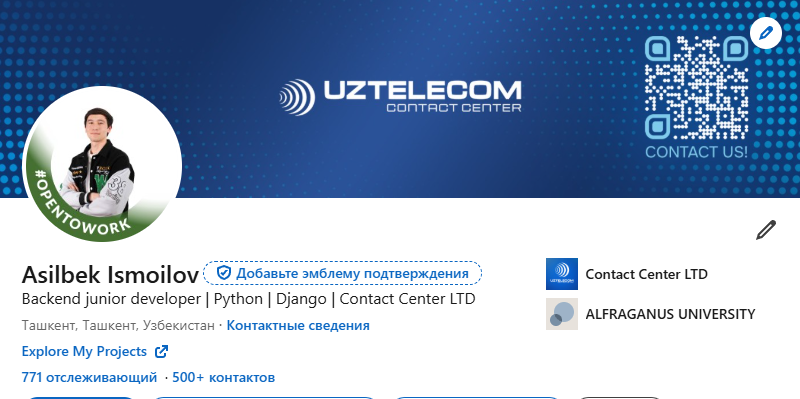 UZTELECOM
CONTACT CENTER
CONTACT US!
#OPENTOWORK
Asilbek Ismoilov
Добавьте эмблему подтверждения
Backend junior developer | Python | Django | Contact Center LTD
Ташкент, Ташкент, Узбекистан · Контактные сведения
Explore My Projects
771 отслеживающий · 500+ контактов
UZTELECOM
Contact Center LTD
ALFRAGANUS UNIVERSITY